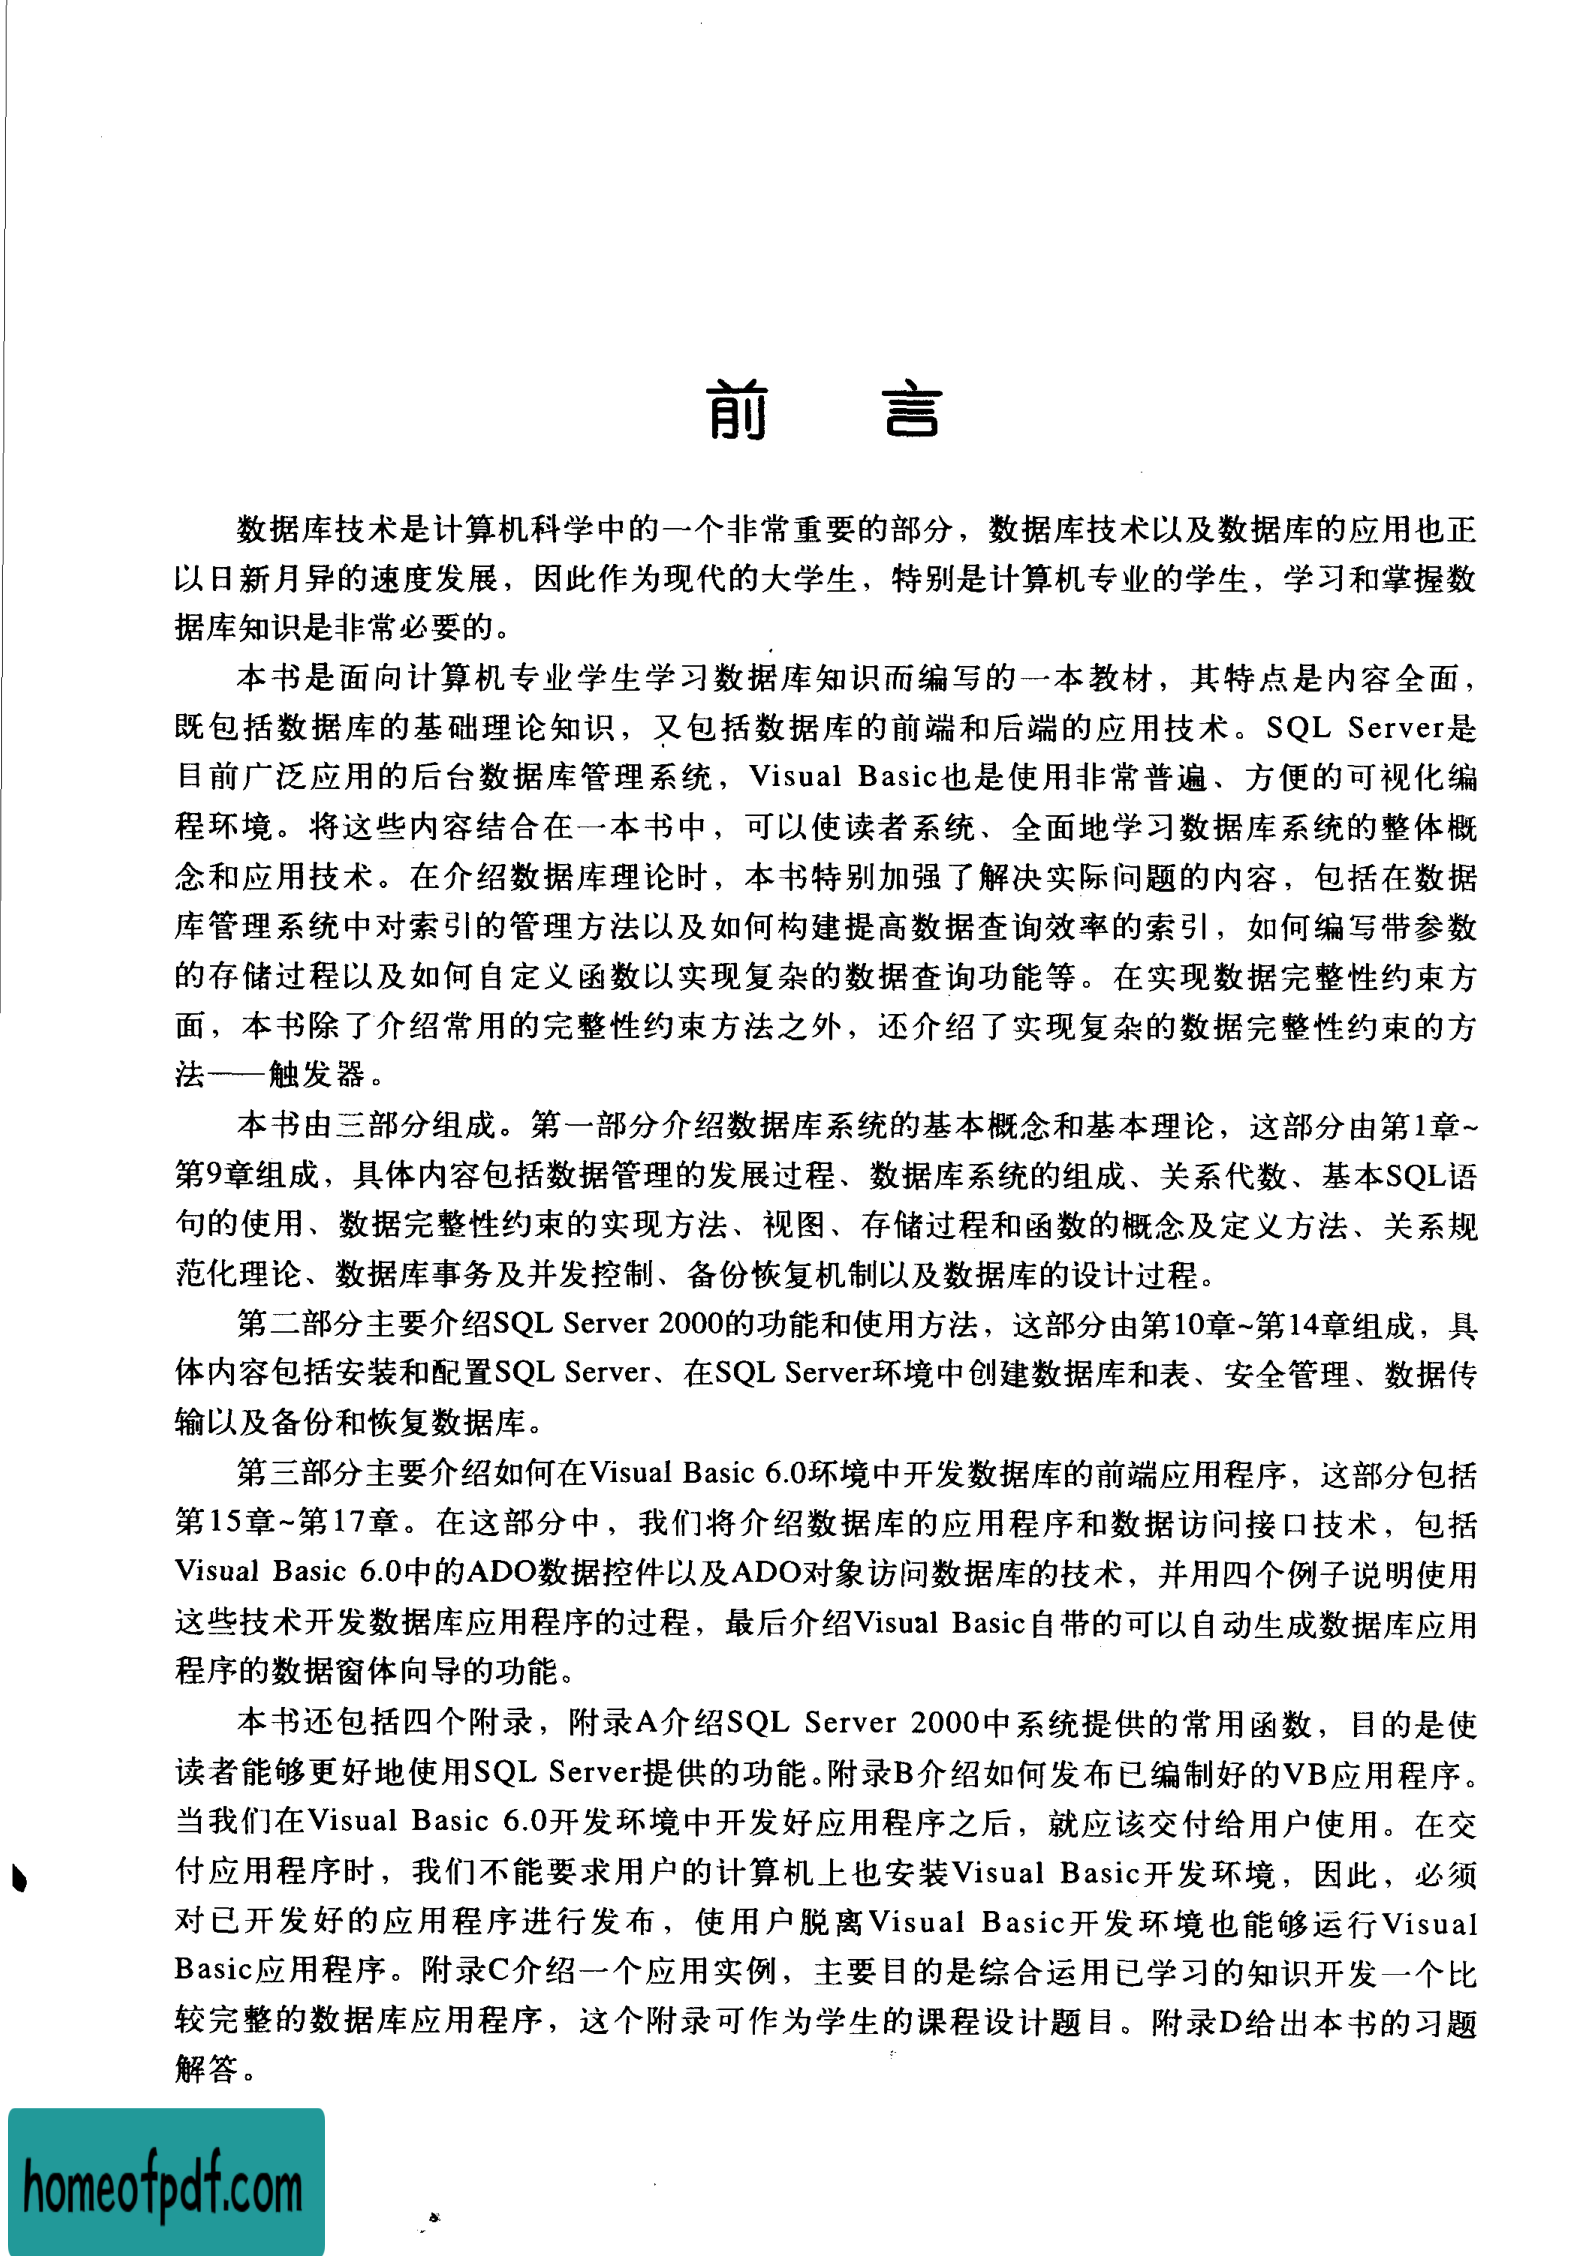 前 言
数据库技术是计算机科学中的一个非常重要的部分，数据库技术以及数据库的应用也正
以日新月异的速度发展，因此作为现代的大学生，特别是计算机专业的学生，学习和掌握数
据库知识是非常必要的。
本书是面向计算机专业学生学习数据库知识而编写的一本教材，其特点是内容全面，
既包括数据库的基础理论知识，又包括数据库的前端和后端的应用技术。SQL Server是
目前广泛应用的后台数据库管理系统，Visual Basic也是使用非常普遍、方便的可视化编
程环境。将这些内容结合在一本书中，可以使读者系统、全面地学习数据库系统的整体概
念和应用技术。在介绍数据库理论时，本书特别加强了解决实际问题的内容，包括在数据
库管理系统中对索引的管理方法以及如何构建提高数据查询效率的索引，如何编写带参数
的存储过程以及如何自定义函数以实现复杂的数据查询功能等。在实现数据完整性约束方
面，本书除了介绍常用的完整性约束方法之外，还介绍了实现复杂的数据完整性约束的方
法——触发器。
本书由三部分组成。第一部分介绍数据库系统的基本概念和基本理论，这部分由第1章~
第9章组成，具体内容包括数据管理的发展过程、数据库系统的组成、关系代数、基本SQL语
句的使用、数据完整性约束的实现方法、视图、存储过程和函数的概念及定义方法、关系规
范化理论、数据库事务及并发控制、备份恢复机制以及数据库的设计过程。
第二部分主要介绍SQL Server 2000的功能和使用方法，这部分由第10章~第14章组成，具
体内容包括安装和配置SQL Server、在SQL Server环境中创建数据库和表、安全管理、数据传
输以及备份和恢复数据库。
第三部分主要介绍如何在Visual Basic 6.0环境中开发数据库的前端应用程序，这部分包括
第15章~第17章。在这部分中，我们将介绍数据库的应用程序和数据访问接口技术，包括
Visual Basic 6.0中的ADO数据控件以及ADO对象访问数据库的技术，并用四个例子说明使用
这些技术开发数据库应用程序的过程，最后介绍Visual Basic自带的可以自动生成数据库应用
程序的数据窗体向导的功能。
本书还包括四个附录，附录A介绍SQL Server 2000中系统提供的常用函数，目的是使
读者能够更好地使用SQL Server提供的功能。附录B介绍如何发布已编制好的VB应用程序。
当我们在Visual Basic 6.0开发环境中开发好应用程序之后，就应该交付给用户使用。在交
付应用程序时，我们不能要求用户的计算机上也安装Visual Basic开发环境，因此，必须
对已开发好的应用程序进行发布，使用户脱离Visual Basic开发环境也能够运行Visual
Basic应用程序。附录C介绍一个应用实例，主要目的是综合运用已学习的知识开发一个比
较完整的数据库应用程序，这个附录可作为学生的课程设计题目。附录D给出本书的习题
解答。
homeofpdf.com